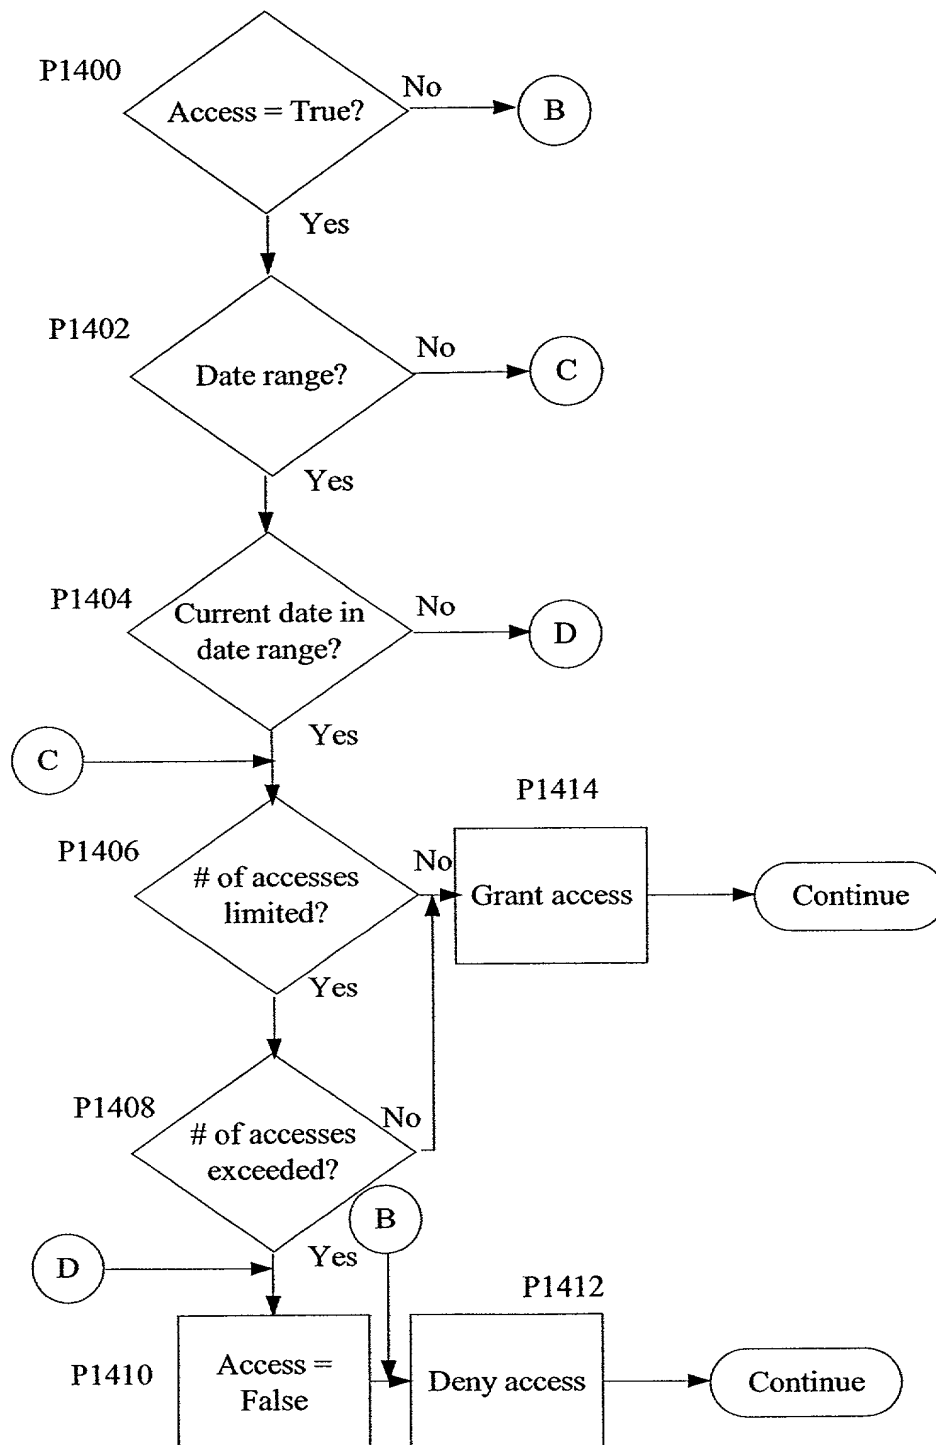 P1400
No
Access = True?
B
Yes
P1402
No
Date range?
C
Yes
P1404
No
Current date in
date range?
D
Yes
C
P1414
P1406
No
# of accesses
limited?
Grant access
Continue
Yes
P1408
No
# of accesses
exceeded?
B
Yes
D
P1412
P1410
Access =
False
Deny access
Continue